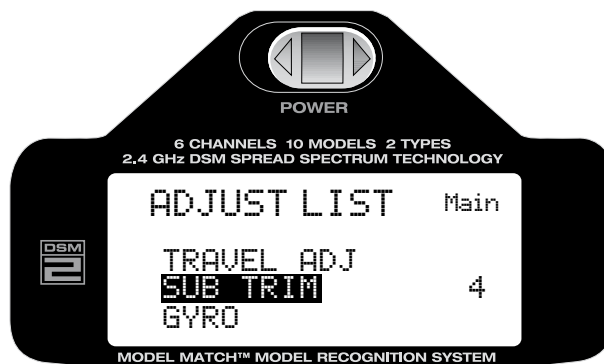 POWER
6 CHANNELS 10 MODELS 2 TYPES
2.4 GHz DSM SPREAD SPECTRUM TECHNOLOGY
ADJUST LIST Main
DSM
2
TRAVEL ADJ
SUB TRIM 4
GYRO
MODEL MATCH™ MODEL RECOGNITION SYSTEM